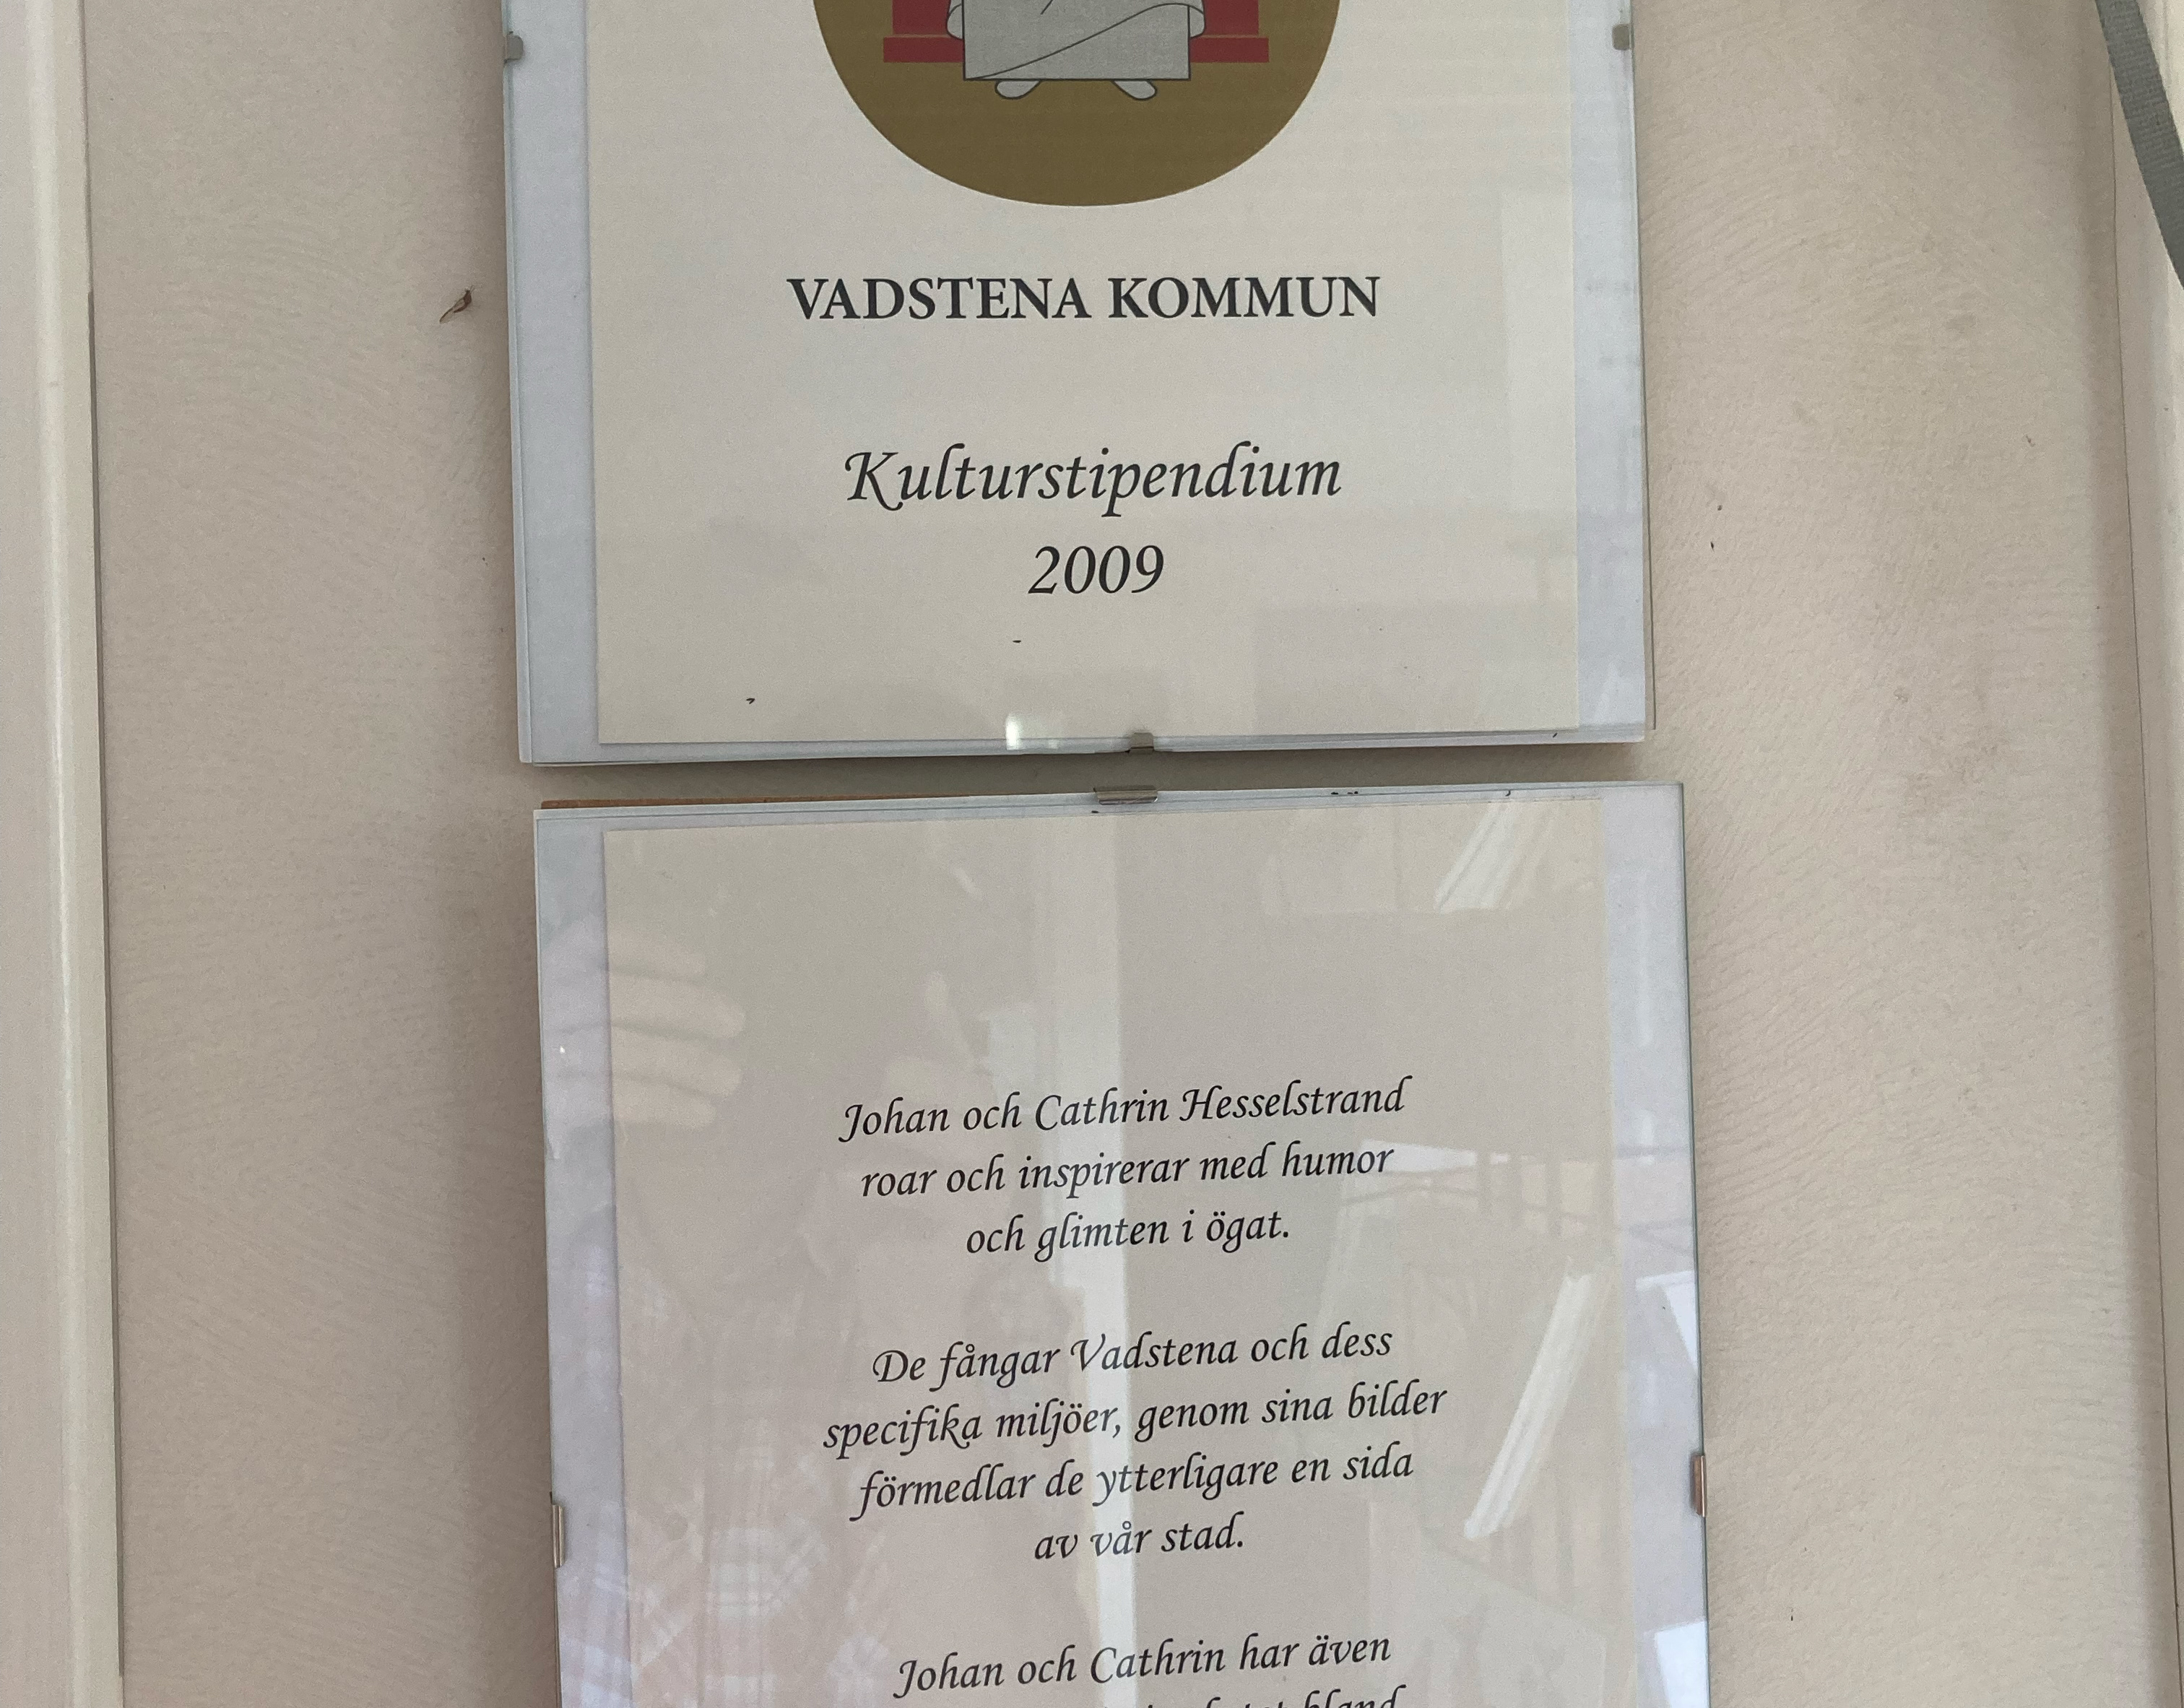 VADSTENA KOMMUN
Kulturstipendium
2009
Johan och Cathrin Hesselstrand
roar och inspirerar med humor
och glimten i ögat.
De fångar Vadstena och dess
specifika miljöer, genom sina bilder
förmedlar de ytterligare en sida
av vår stad.
Johan och Cathrin har även
bland